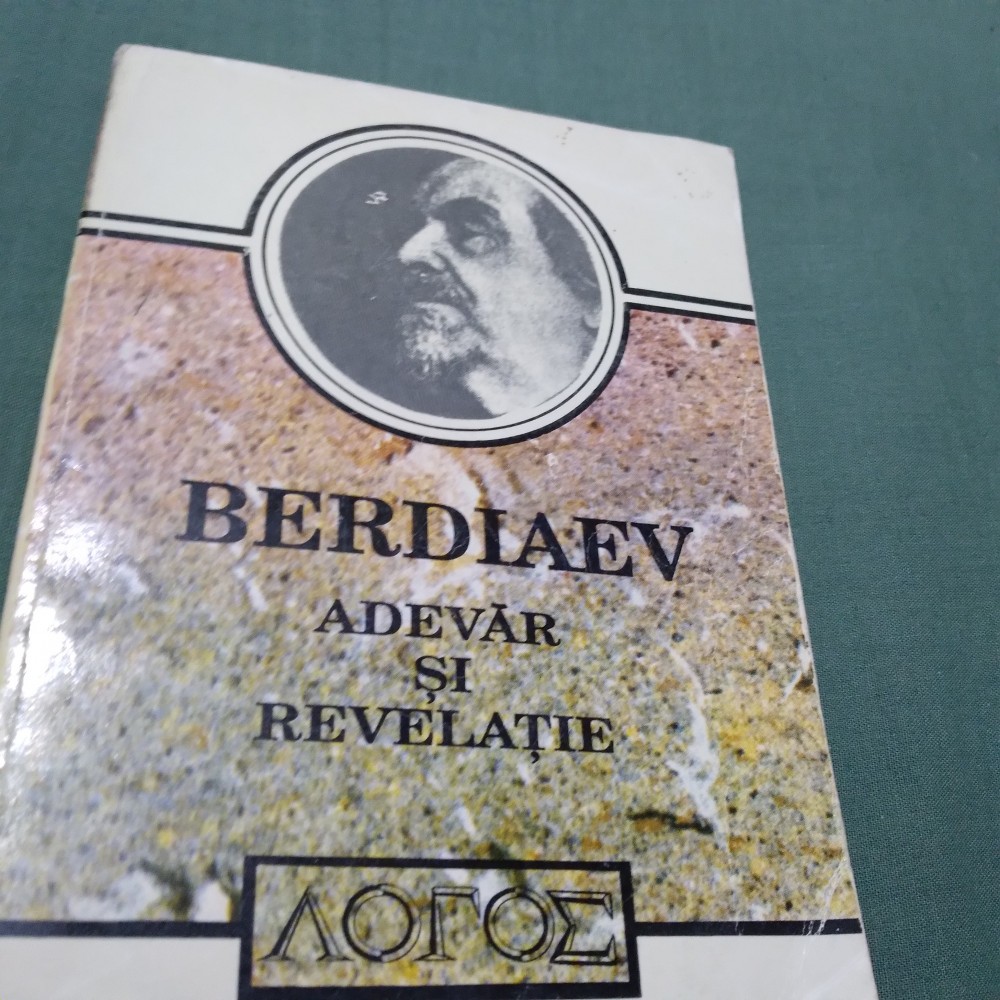 BERDIAEV
ADEVĂR
ȘI
REVELAȚIE
ΛΟΓΟΣ